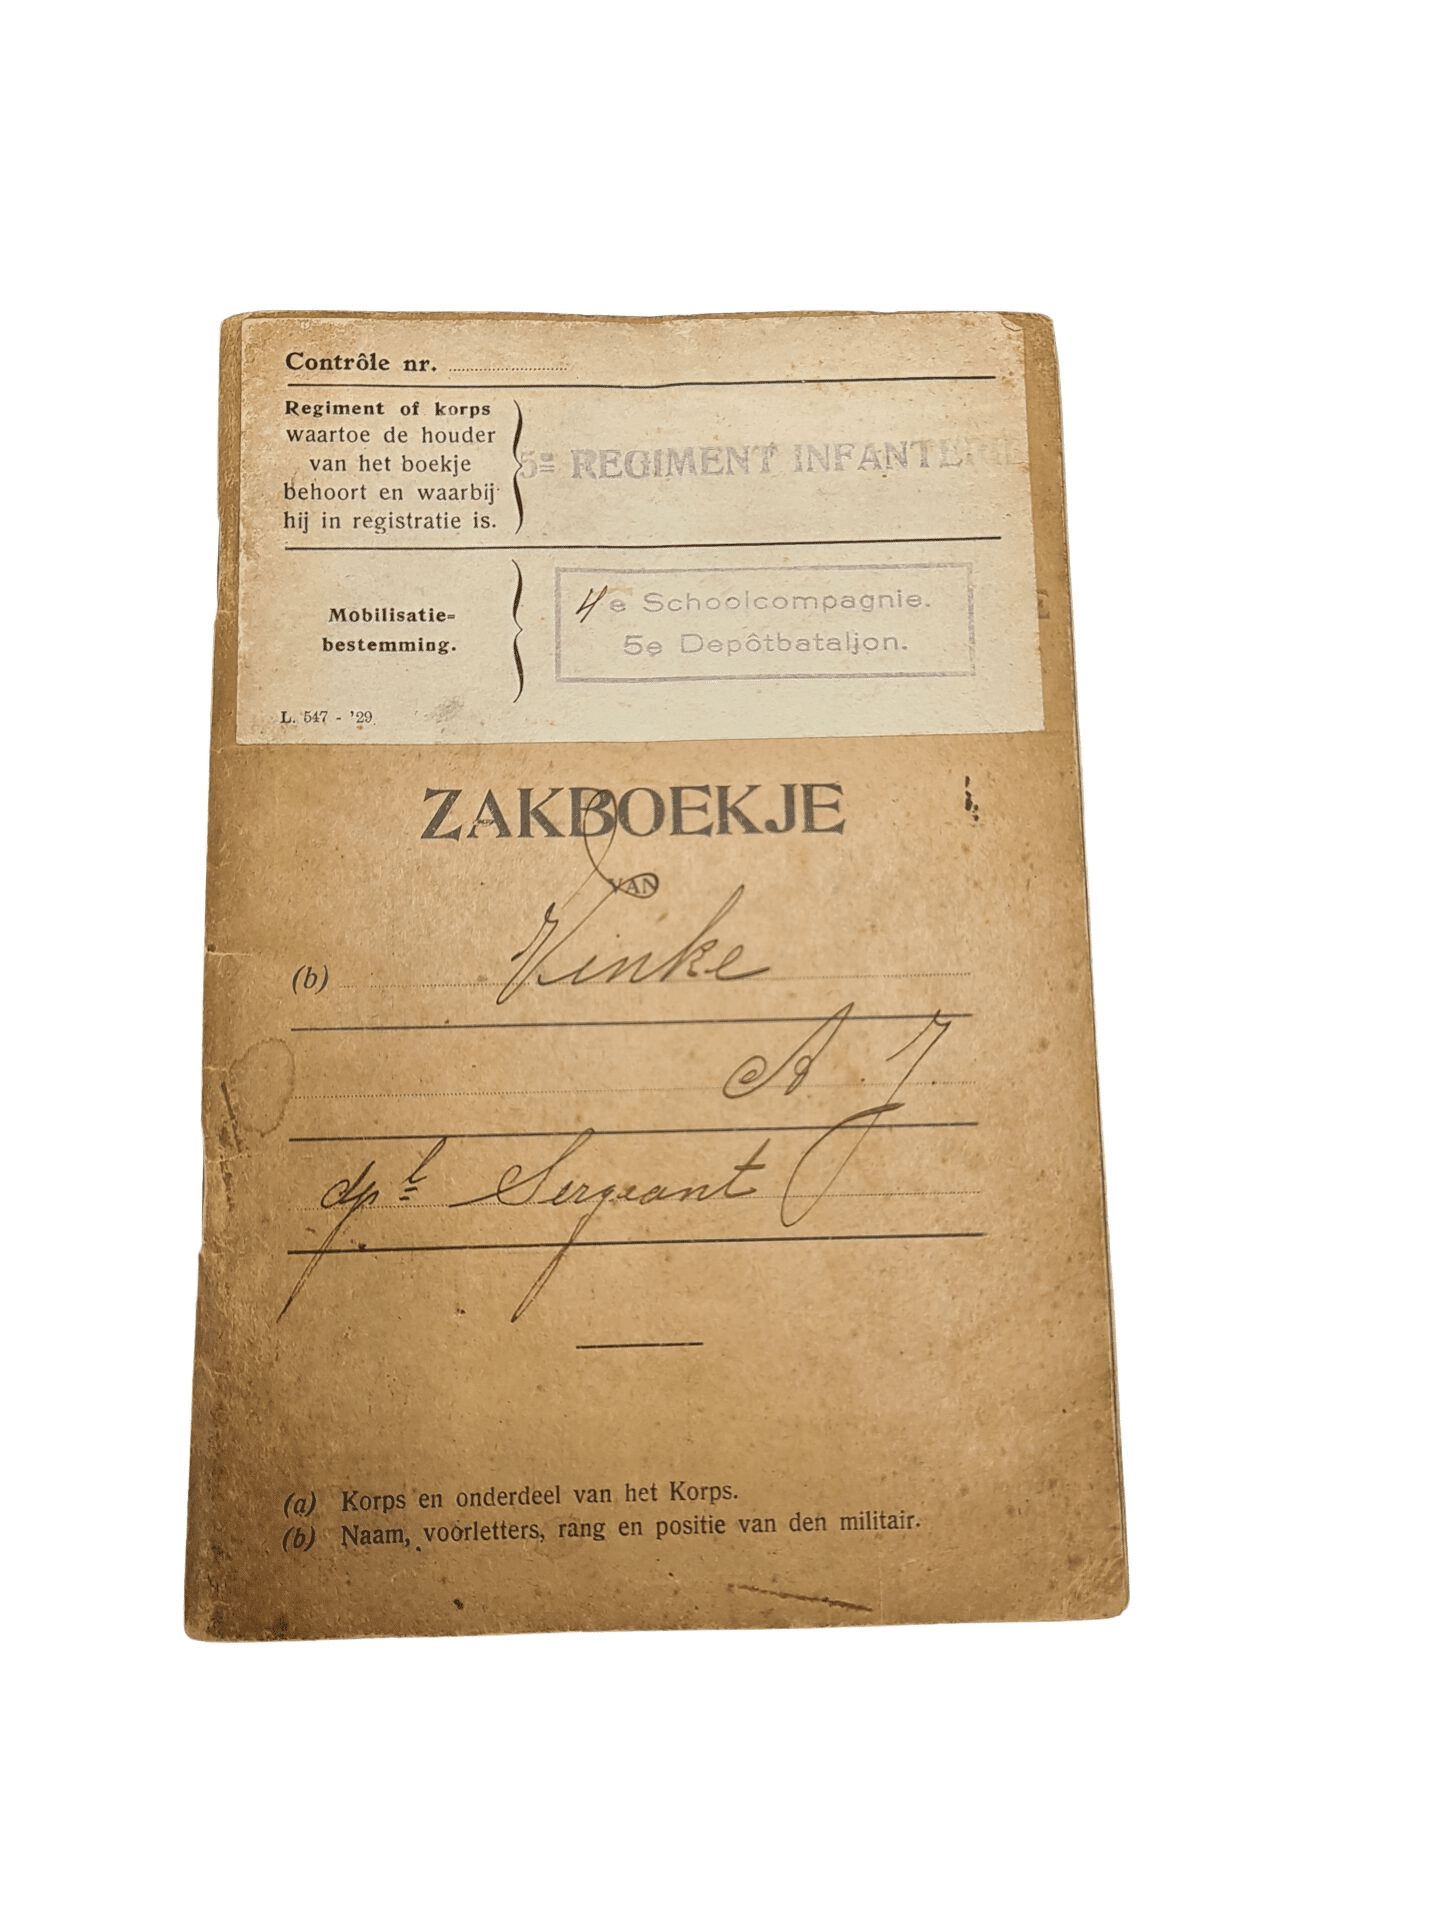 Contrôle nr. ..............................
Regiment of korps
waartoe de houder
van het boekje
behoort en waarbij
hij in registratie is.
5e REGIMENT INFANTERIE
Mobilisatie=
bestemming.
4e Schoolcompagnie.
5e Depôtbataljon.
L. 547 - '29.
E
ZAKBOEKJE
VAN
(b) Vinke
A. J.
dpl Sergeant
(a) Korps en onderdeel van het Korps.
(b) Naam, voorletters, rang en positie van den militair.